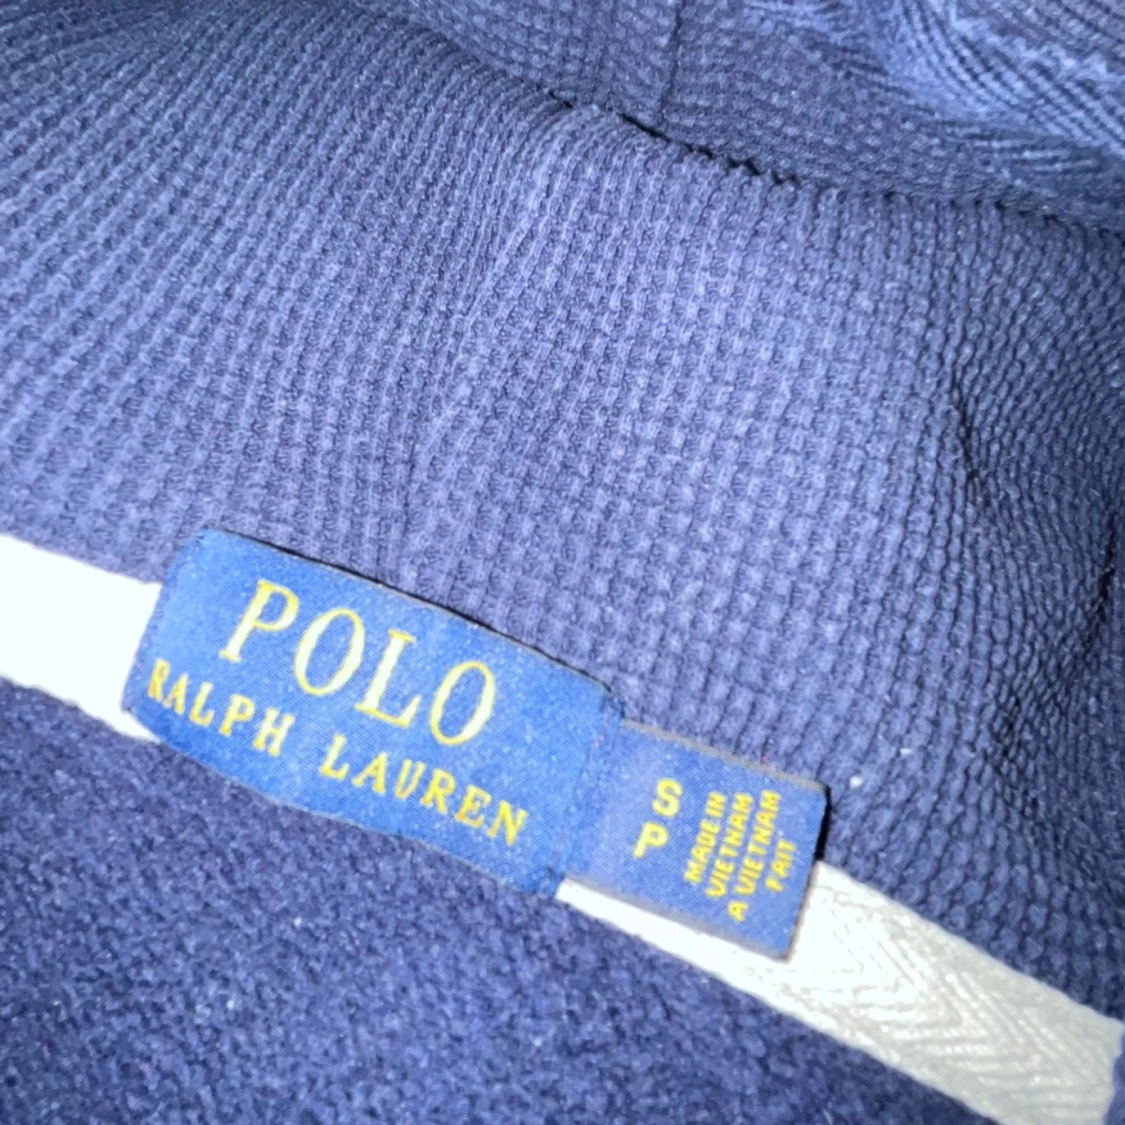 POLO
RALPH LAUREN
S
P
MADE IN
VIETNAM
A VIETNAM
FAIT